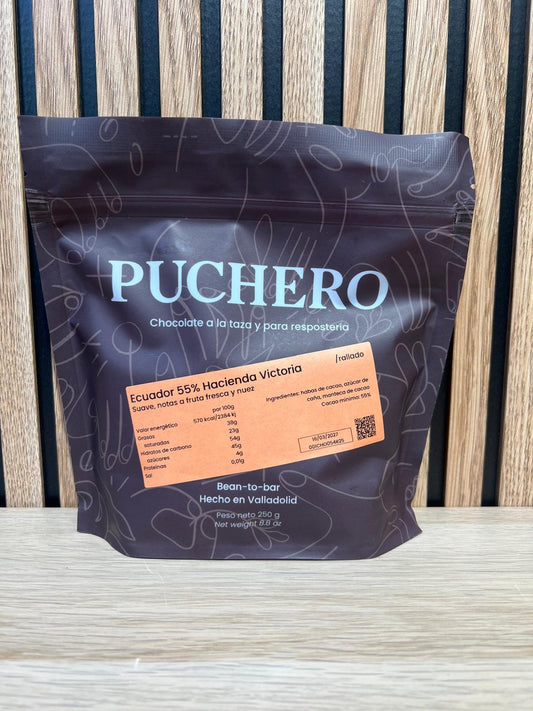 PUCHERO
Chocolate a la taza y para respostería
Ecuador 55% Hacienda Victoria
/rallado
Suave, notas a fruta fresca y nuez
por 100g
Valor energético 570 kcal/2384 kj
Grasas 39g
saturadas 23g
Hidratos de carbono 54g
azúcares 45g
Proteínas 4g
Sal 0,01g
Ingredientes: habas de cacao, azúcar de
caña, manteca de cacao
Cacao mínimo: 55%
Bean-to-bar
Hecho en Valladolid
Peso neto 250 g
Net weight 8.8 oz